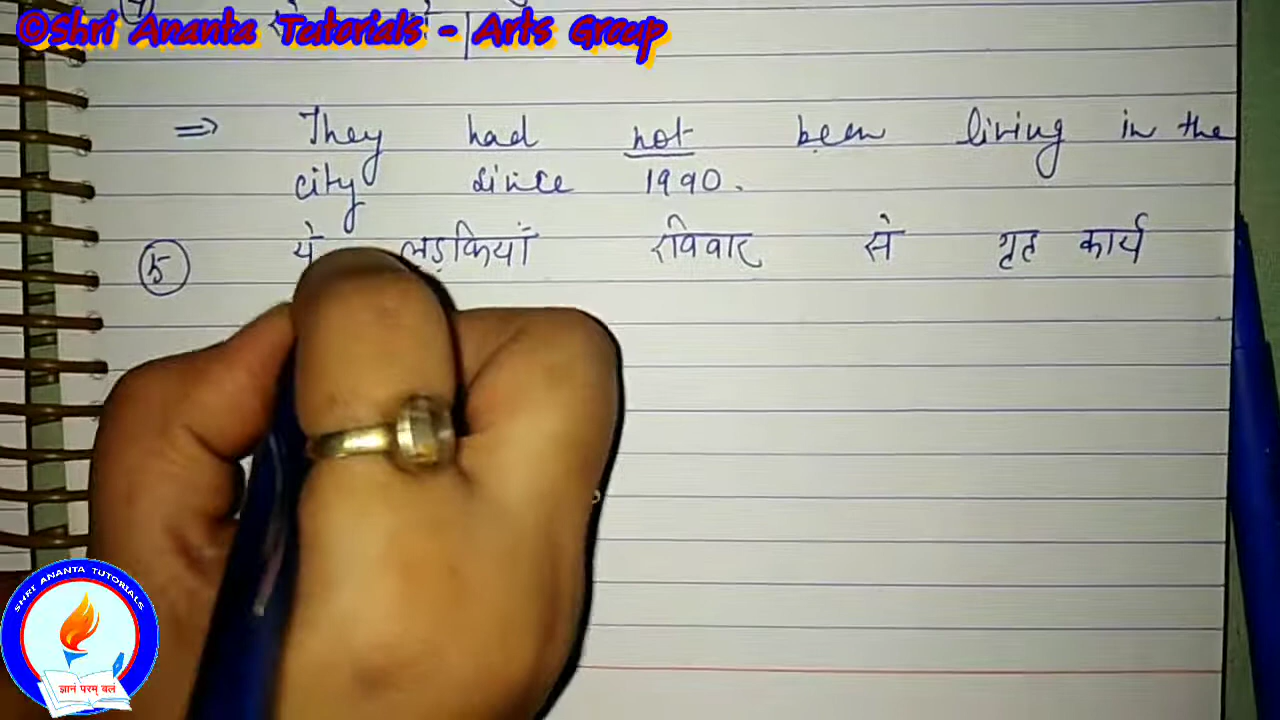 ©Shri Ananta Tutorials - Arts Group
⇒ They had not been living in the
city since 1990.
5 ये लड़कियाँ रविवार से गृह कार्य
SHRI ANANTA TUTORIALS
ज्ञानं परम् बलं